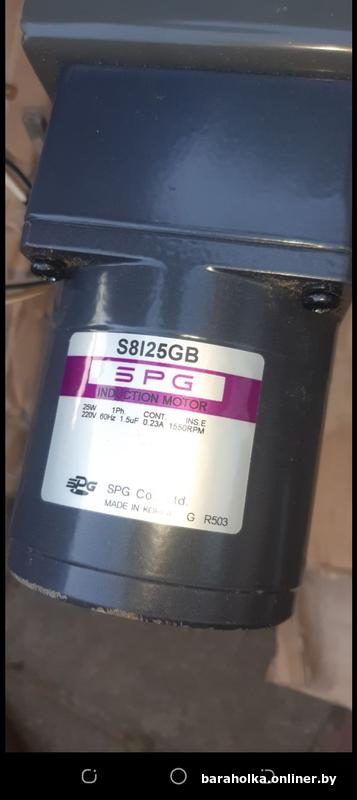 S8I25GB
SPG
INDUCTION MOTOR
25W 1Ph. CONT. INS.E
220V 60Hz 1.5uF 0.23A 1550RPM
SPG SPG Co., Ltd.
MADE IN KOREA G R503
baraholka.onliner.by